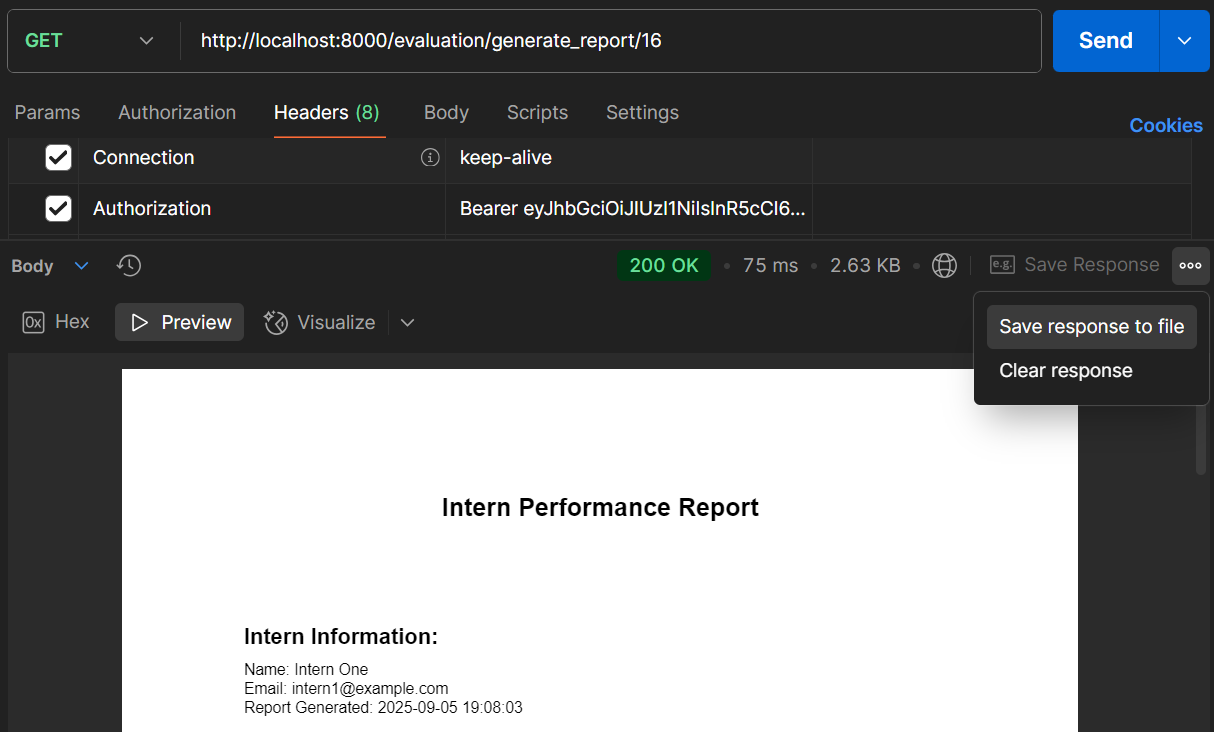 GET http://localhost:8000/evaluation/generate_report/16 Send
Params Authorization Headers (8) Body Scripts Settings Cookies
Connection keep-alive
Authorization Bearer eyJhbGciOiJIUzI1NiIsInR5cCI6...
Body 200 OK • 75 ms • 2.63 KB • e.g. Save Response
0x Hex Preview Visualize
Save response to file
Clear response
Intern Performance Report
Intern Information:
Name: Intern One
Email: intern1@example.com
Report Generated: 2025-09-05 19:08:03